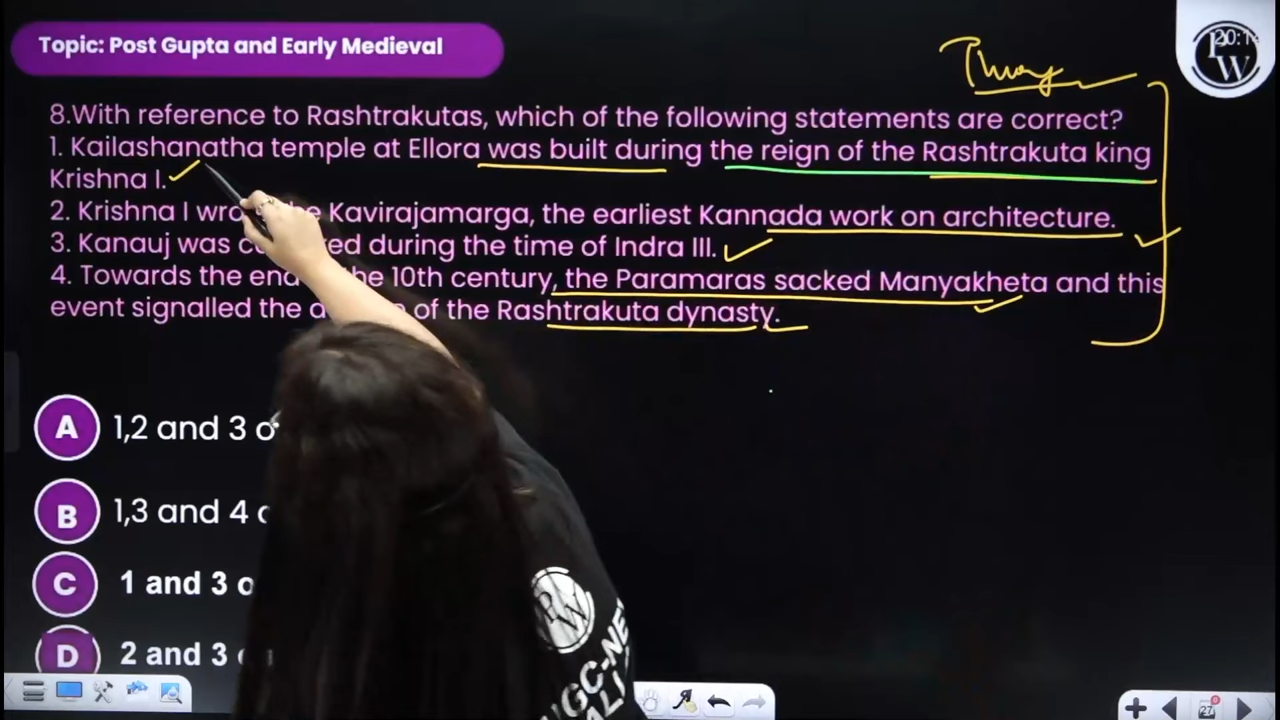 Topic: Post Gupta and Early Medieval
8.With reference to Rashtrakutas, which of the following statements are correct?
1. Kailashanatha temple at Ellora was built during the reign of the Rashtrakuta king
Krishna I.
2. Krishna I Kavirajamarga, the earliest Kannada work on architecture.
3. Kanauj was during the time of Indra III.
4. Towards the end 10th century, the Paramaras sacked Manyakheta and this
event signalled the of the Rashtrakuta dynasty.
A 1,2 and 3
B 1,3 and 4
C 1 and 3
D 2 and 3
PW
27